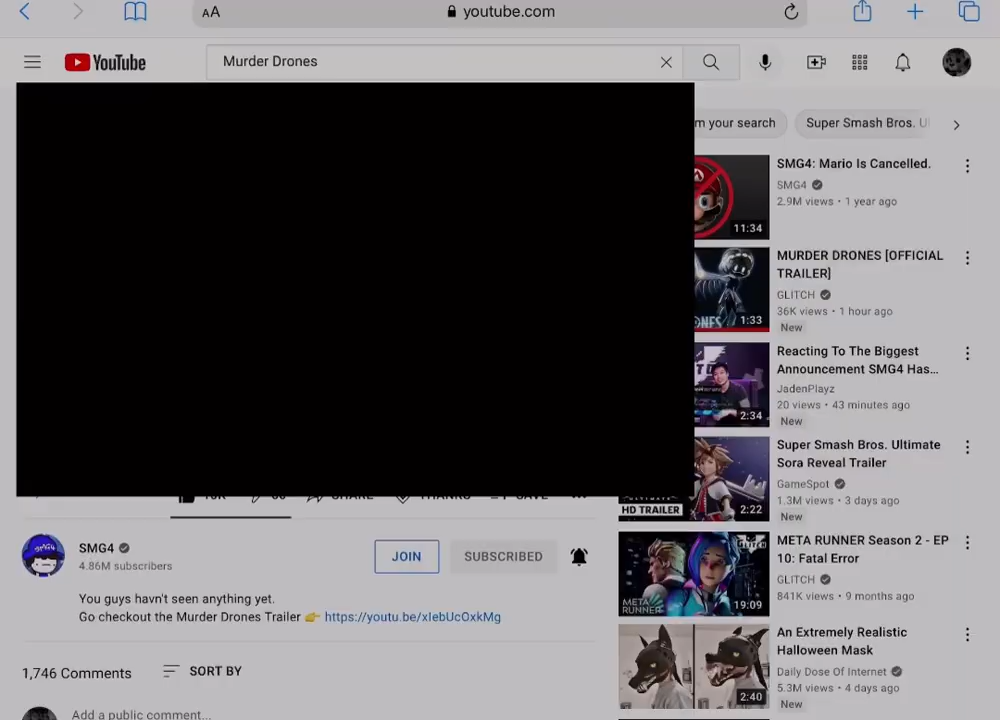 AA
youtube.com
YouTube
Murder Drones
m your search
Super Smash Bros. U
SMG4: Mario Is Cancelled.
SMG4
2.9M views • 1 year ago
11:34
MURDER DRONES [OFFICIAL
TRAILER]
GLITCH
36K views • 1 hour ago
New
1:33
Reacting To The Biggest
Announcement SMG4 Has...
JadenPlayz
20 views • 43 minutes ago
New
2:34
Super Smash Bros. Ultimate
Sora Reveal Trailer
GameSpot
1.3M views • 3 days ago
New
HD TRAILER
2:22
META RUNNER Season 2 - EP
10: Fatal Error
GLITCH
841K views • 9 months ago
META
RUNNER
GLITCH
19:09
An Extremely Realistic
Halloween Mask
Daily Dose Of Internet
5.3M views • 4 days ago
New
2:40
SHARE
THANKS
SAVE
SMG4
4.86M subscribers
JOIN
SUBSCRIBED
You guys havn't seen anything yet.
Go checkout the Murder Drones Trailer 👉 https://youtu.be/xIebUcOxkMg
1,746 Comments
SORT BY
Add a public comment...